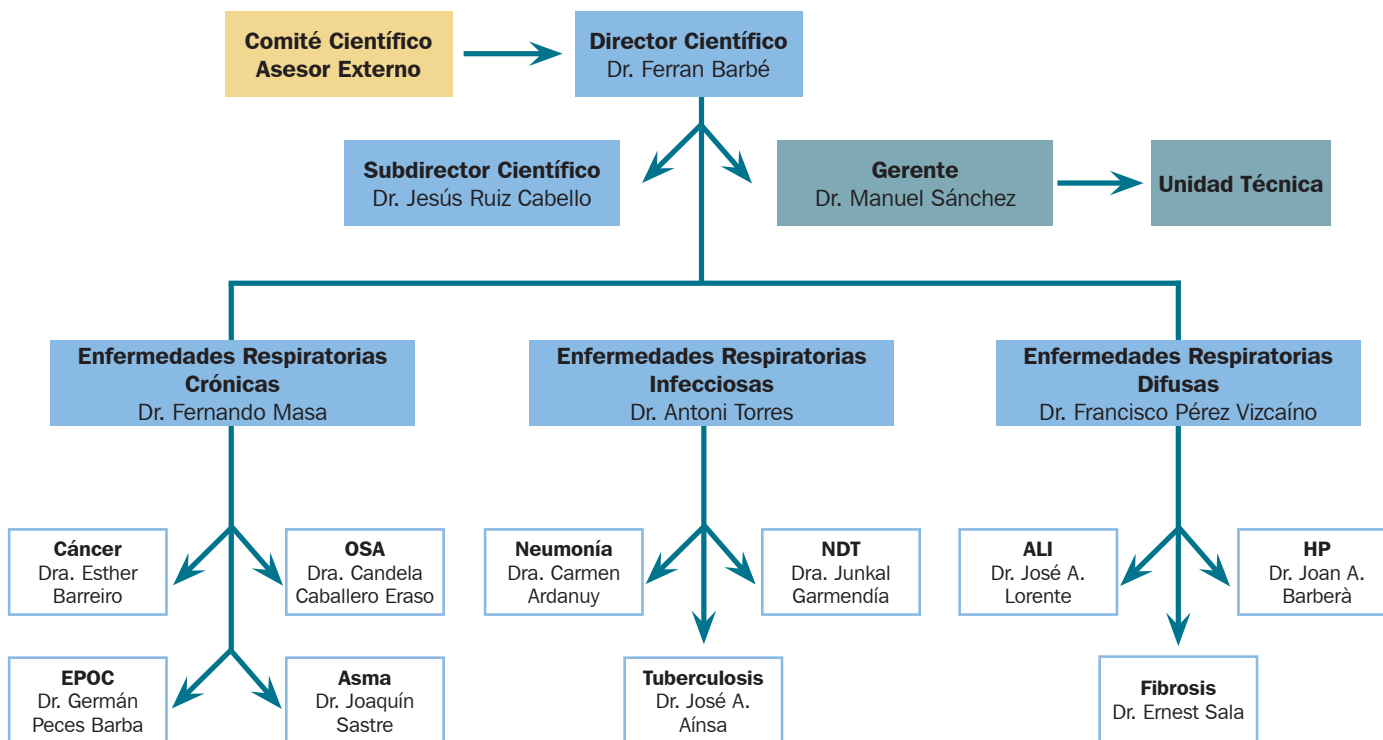 Comité Científico
Asesor Externo
Director Científico
Dr. Ferran Barbé
Subdirector Científico
Dr. Jesús Ruiz Cabello
Gerente
Dr. Manuel Sánchez
Unidad Técnica
Enfermedades Respiratorias
Crónicas
Dr. Fernando Masa
Enfermedades Respiratorias
Infecciosas
Dr. Antoni Torres
Enfermedades Respiratorias
Difusas
Dr. Francisco Pérez Vizcaíno
Cáncer
Dra. Esther
Barreiro
OSA
Dra. Candela
Caballero Eraso
Neumonía
Dra. Carmen
Ardanuy
NDT
Dra. Junkal
Garmendía
ALI
Dr. José A.
Lorente
HP
Dr. Joan A.
Barberà
EPOC
Dr. Germán
Peces Barba
Asma
Dr. Joaquín
Sastre
Tuberculosis
Dr. José A.
Aínsa
Fibrosis
Dr. Ernest Sala